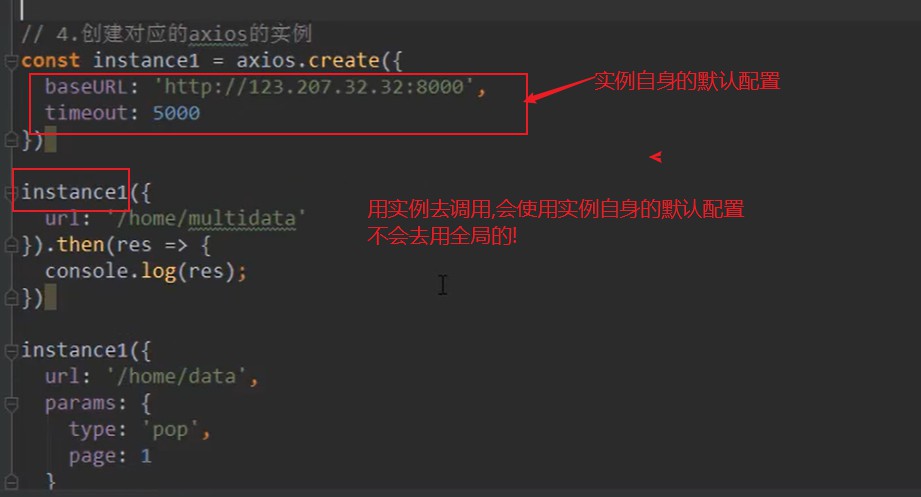 // 4.创建对应的axios的实例
const instance1 = axios.create({
baseURL: 'http://123.207.32.32:8000',
实例自身的默认配置
timeout: 5000
})
instance1({
用实例去调用,会使用实例自身的默认配置
url: '/home/multidata'
不会去用全局的!
}).then(res => {
console.log(res);
})
instance1({
url: '/home/data',
params: {
type: 'pop',
page: 1
}